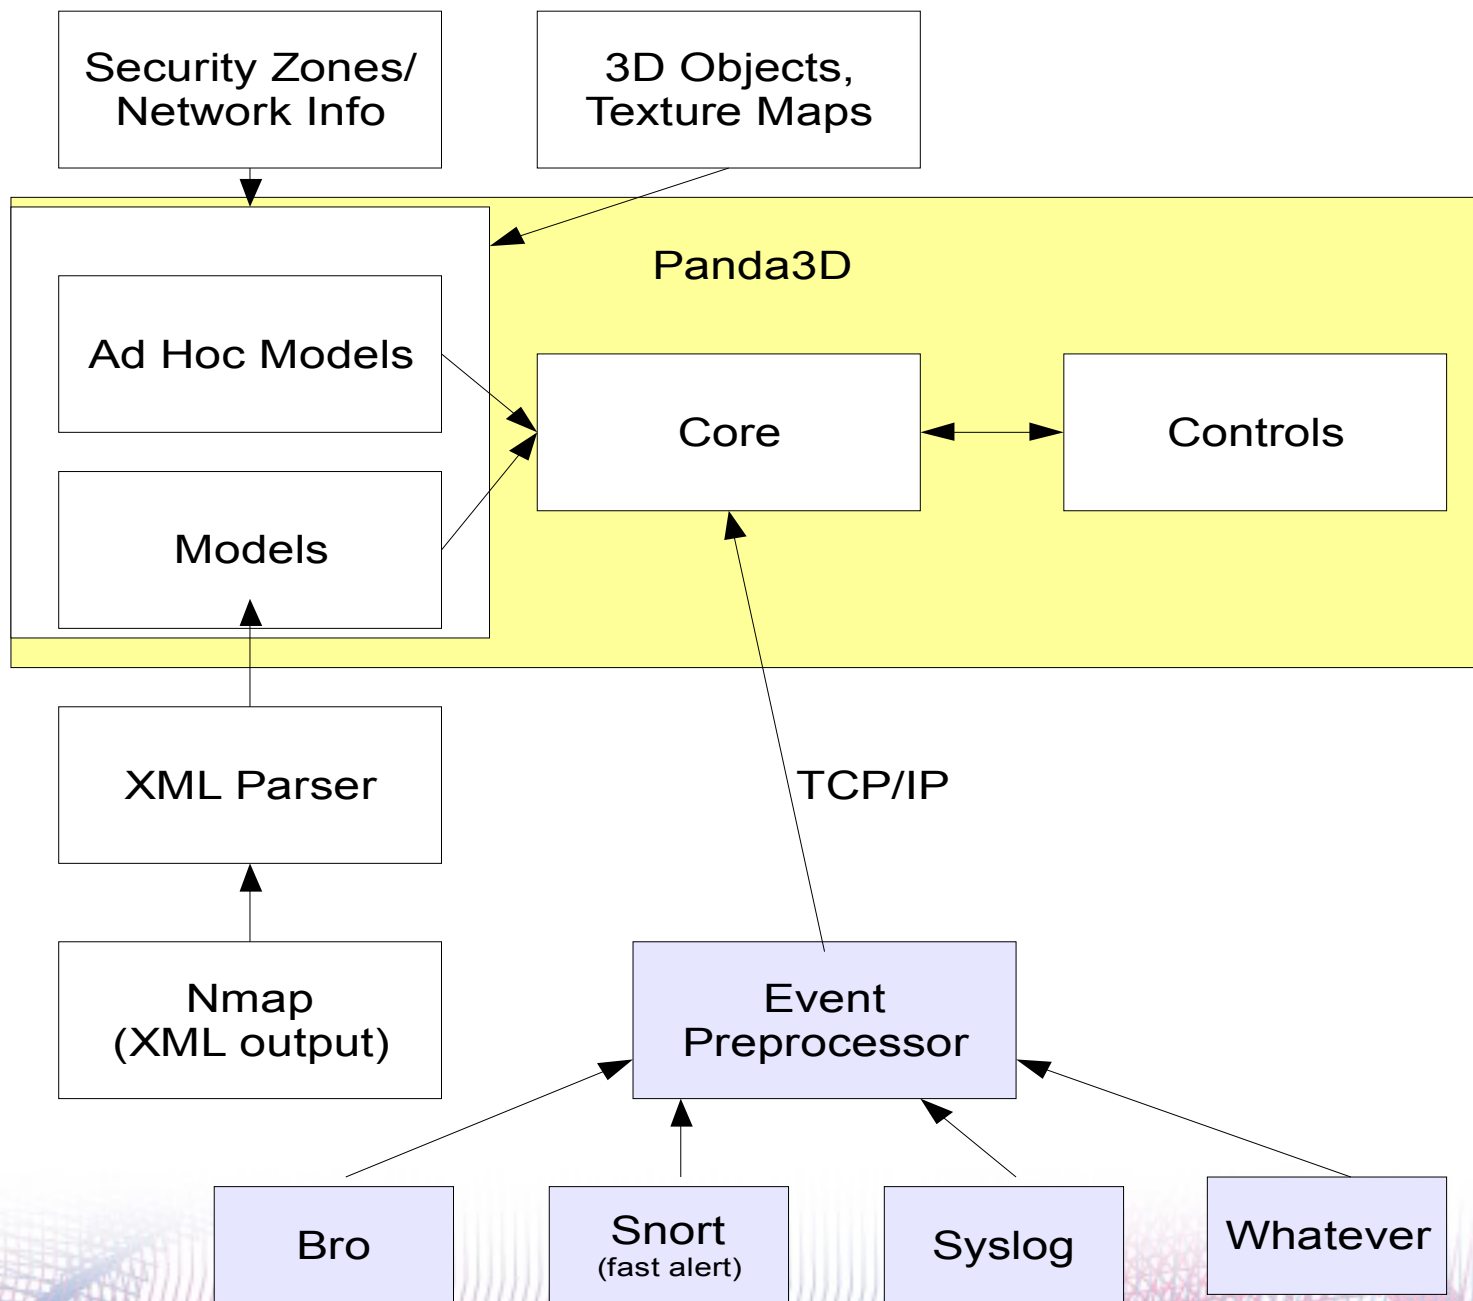 Security Zones/
Network Info
3D Objects,
Texture Maps
Panda3D
Ad Hoc Models
Core
Controls
Models
XML Parser
TCP/IP
Nmap
(XML output)
Event
Preprocessor
Bro
Snort
(fast alert)
Syslog
Whatever